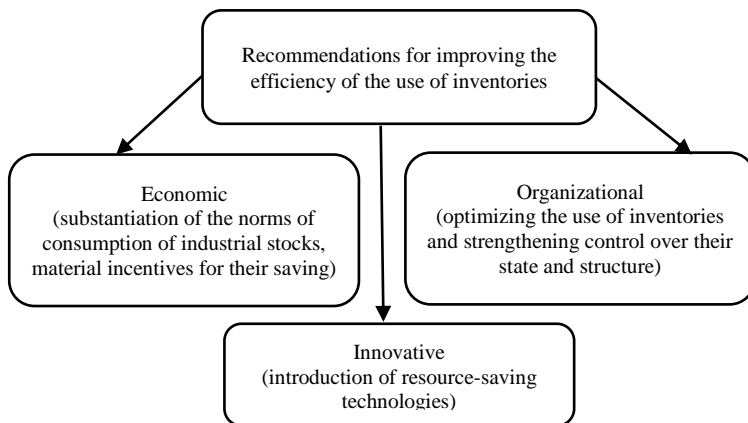 Recommendations for improving the
efficiency of the use of inventories
Economic
(substantiation of the norms of
consumption of industrial stocks,
material incentives for their saving)
Organizational
(optimizing the use of inventories
and strengthening control over their
state and structure)
Innovative
(introduction of resource-saving
technologies)